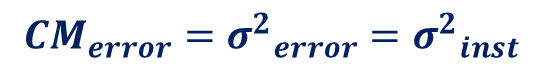 CM_error = σ²_error = σ²_inst